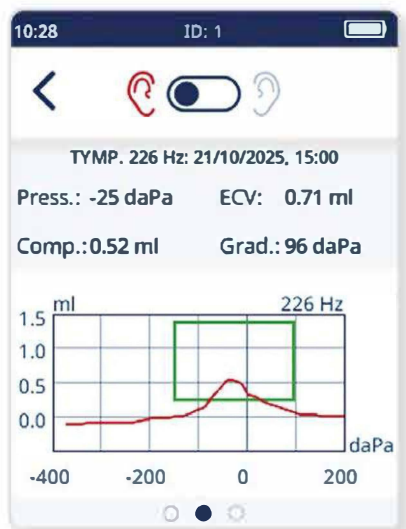 10:28 ID: 1
TYMP. 226 Hz: 21/10/2025, 15:00
Press.: -25 daPa ECV: 0.71 ml
Comp.: 0.52 ml Grad.: 96 daPa
ml 226 Hz
1.5
1.0
0.5
0.0
daPa
-400 -200 0 200